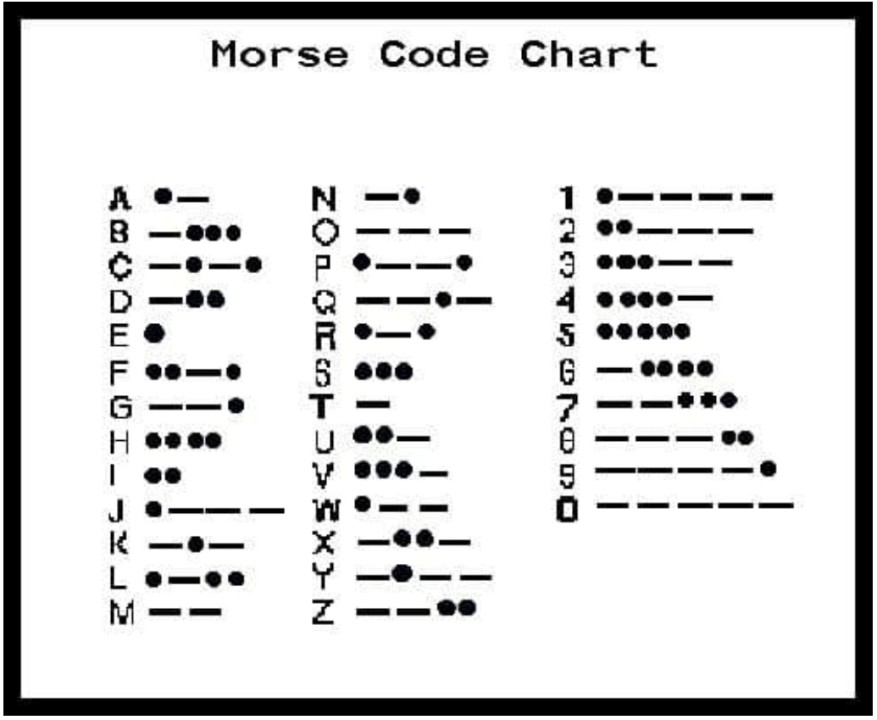 Morse Code Chart
A ●— N —● 1 ●— — — —
B —●●● O — — — 2 ●●— — —
C —●—● P ●— —● 3 ●●●— —
D —●● Q — —●— 4 ●●●●—
E ● R ●—● 5 ●●●●●
F ●●—● S ●●● 6 —●●●●
G — —● T — 7 — —●●●
H ●●●● U ●●— 8 — — —●●
I ●● V ●●●— 9 — — — —●
J ●— — — W ●— — 0 — — — — —
K —●— X —●●—
L ●—●● Y —●— —
M — — Z — —●●